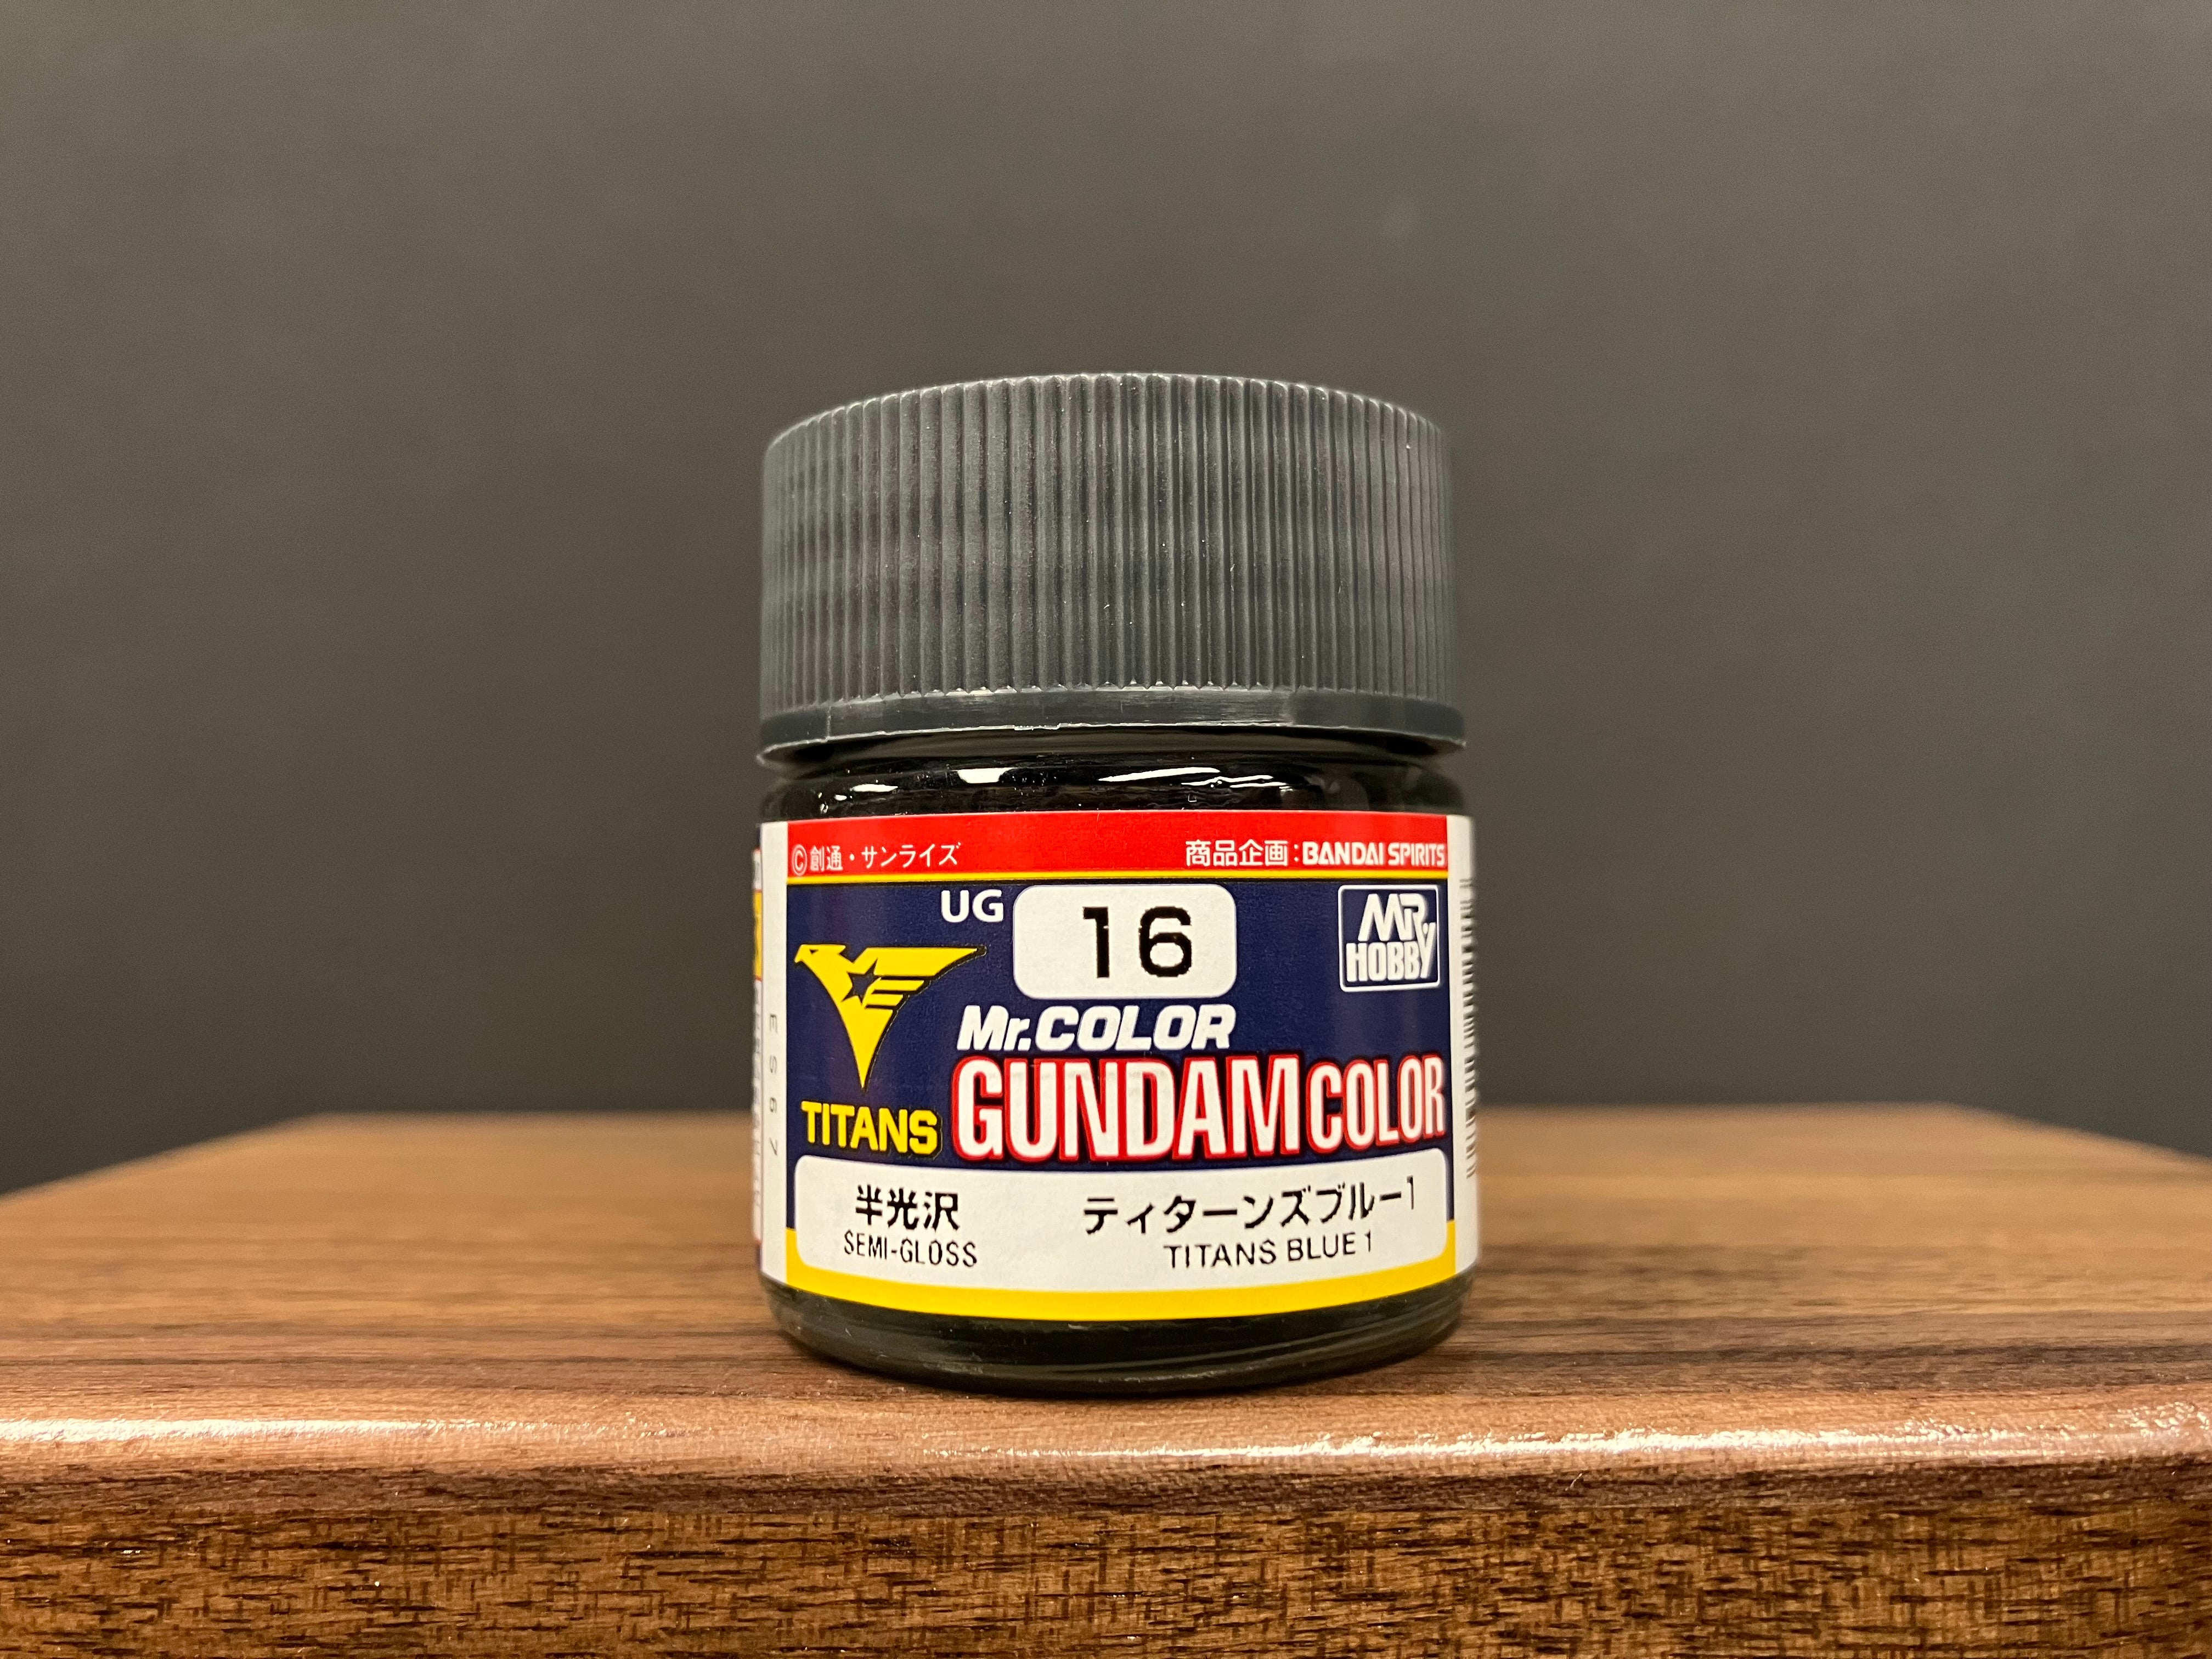 ©創通・サンライズ
商品企画：BANDAI SPIRITS
UG 16
MR HOBBY
Mr.COLOR
GUNDAM COLOR
TITANS
半光沢
SEMI-GLOSS
ティターンズブルー1
TITANS BLUE 1
ES67